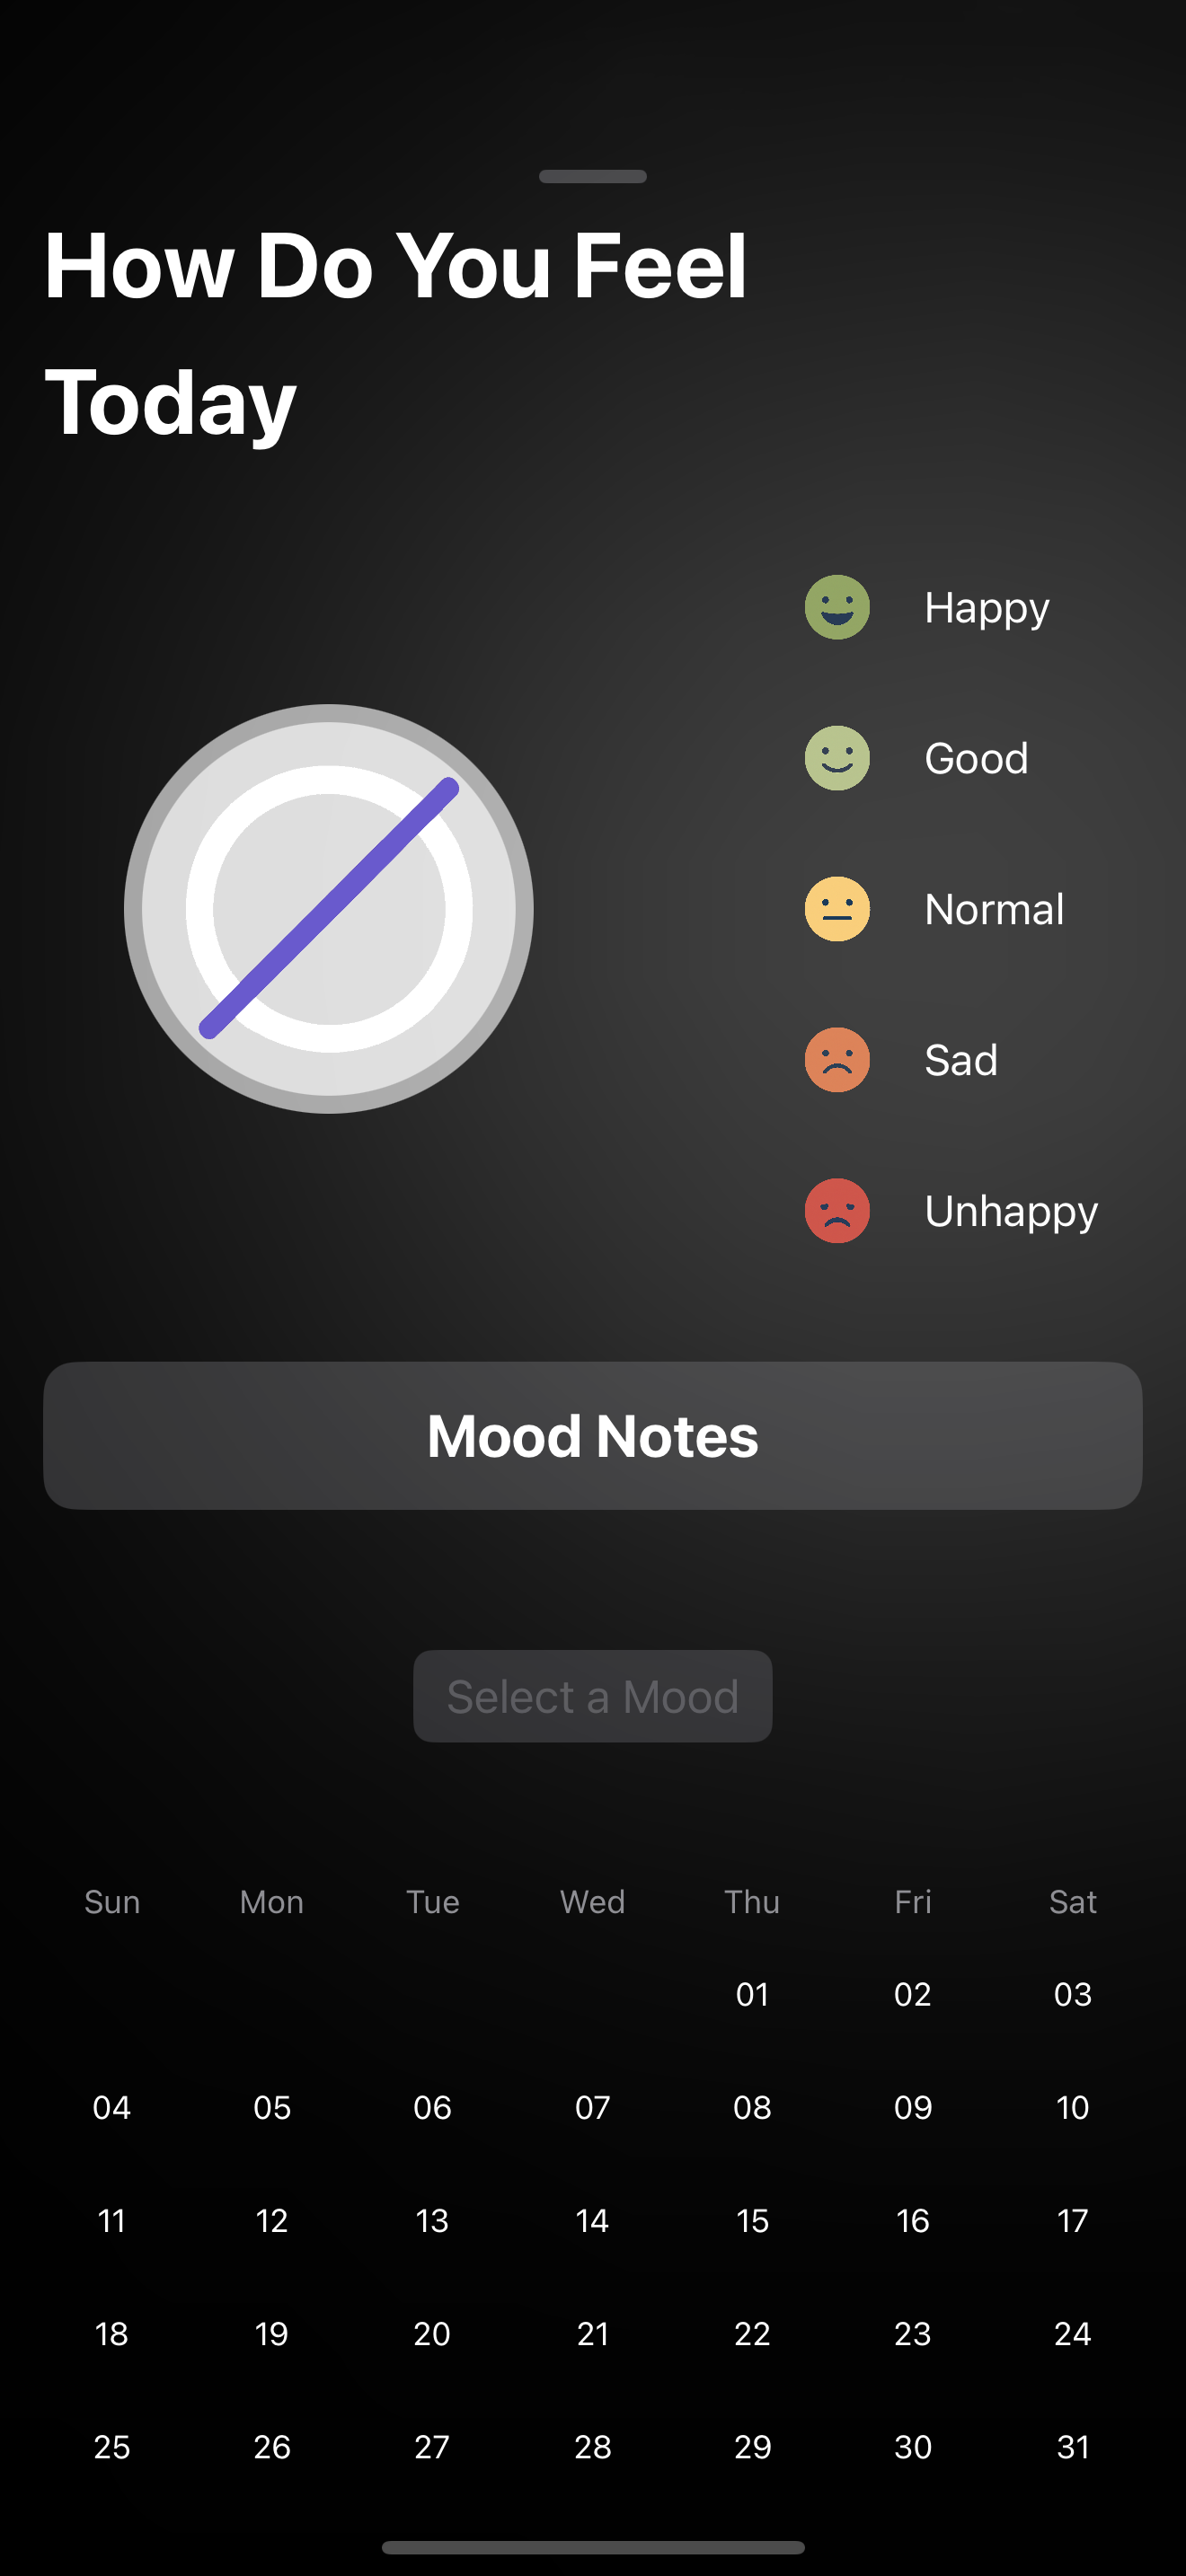 How Do You Feel
Today
Happy
Good
Normal
Sad
Unhappy
Mood Notes
Select a Mood
Sun Mon Tue Wed Thu Fri Sat
01 02 03
04 05 06 07 08 09 10
11 12 13 14 15 16 17
18 19 20 21 22 23 24
25 26 27 28 29 30 31